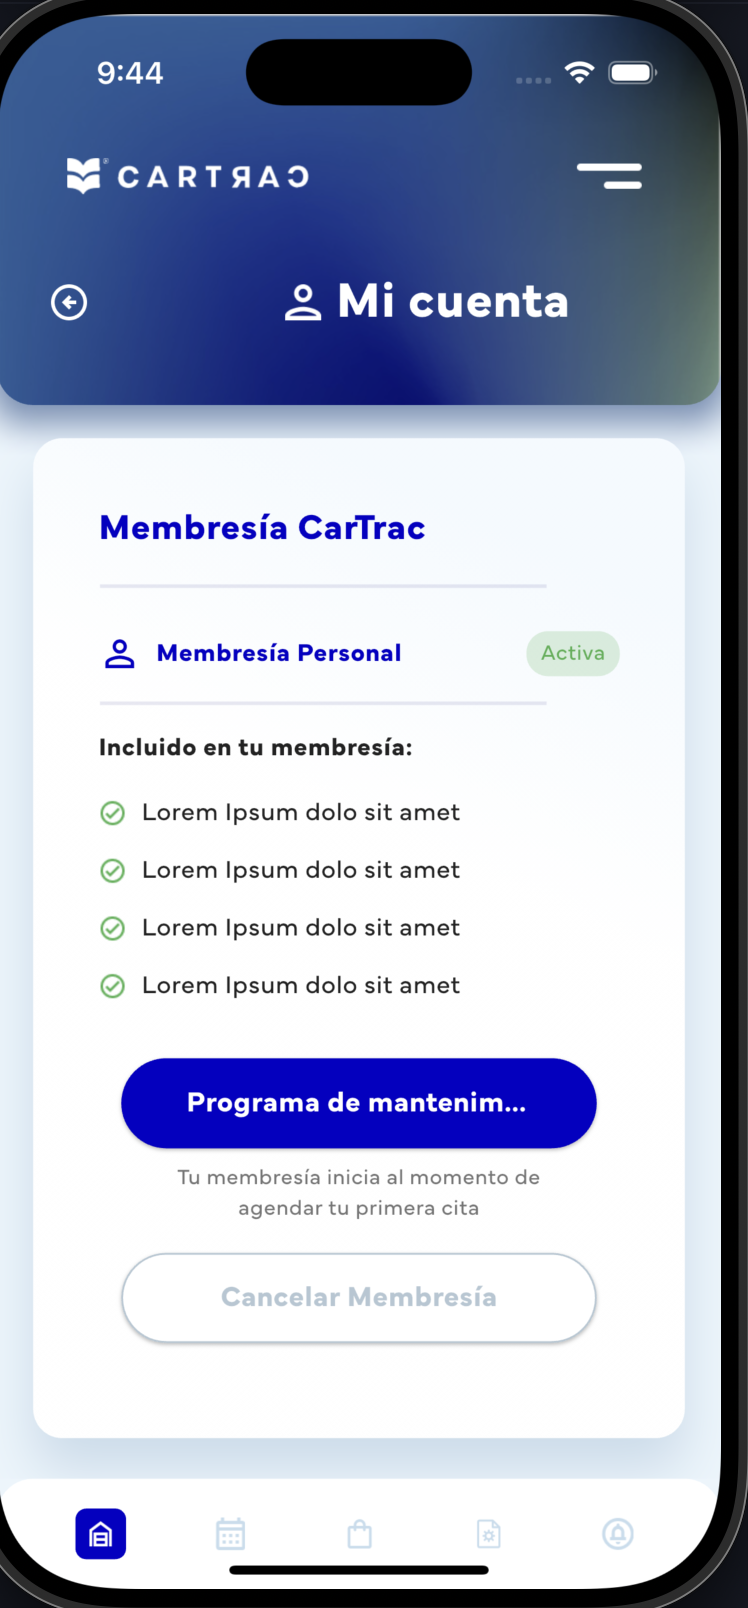 9:44
CARTRAC
Mi cuenta
Membresía CarTrac
Membresía Personal
Activa
Incluido en tu membresía:
Lorem Ipsum dolo sit amet
Lorem Ipsum dolo sit amet
Lorem Ipsum dolo sit amet
Lorem Ipsum dolo sit amet
Programa de mantenim...
Tu membresía inicia al momento de
agendar tu primera cita
Cancelar Membresía